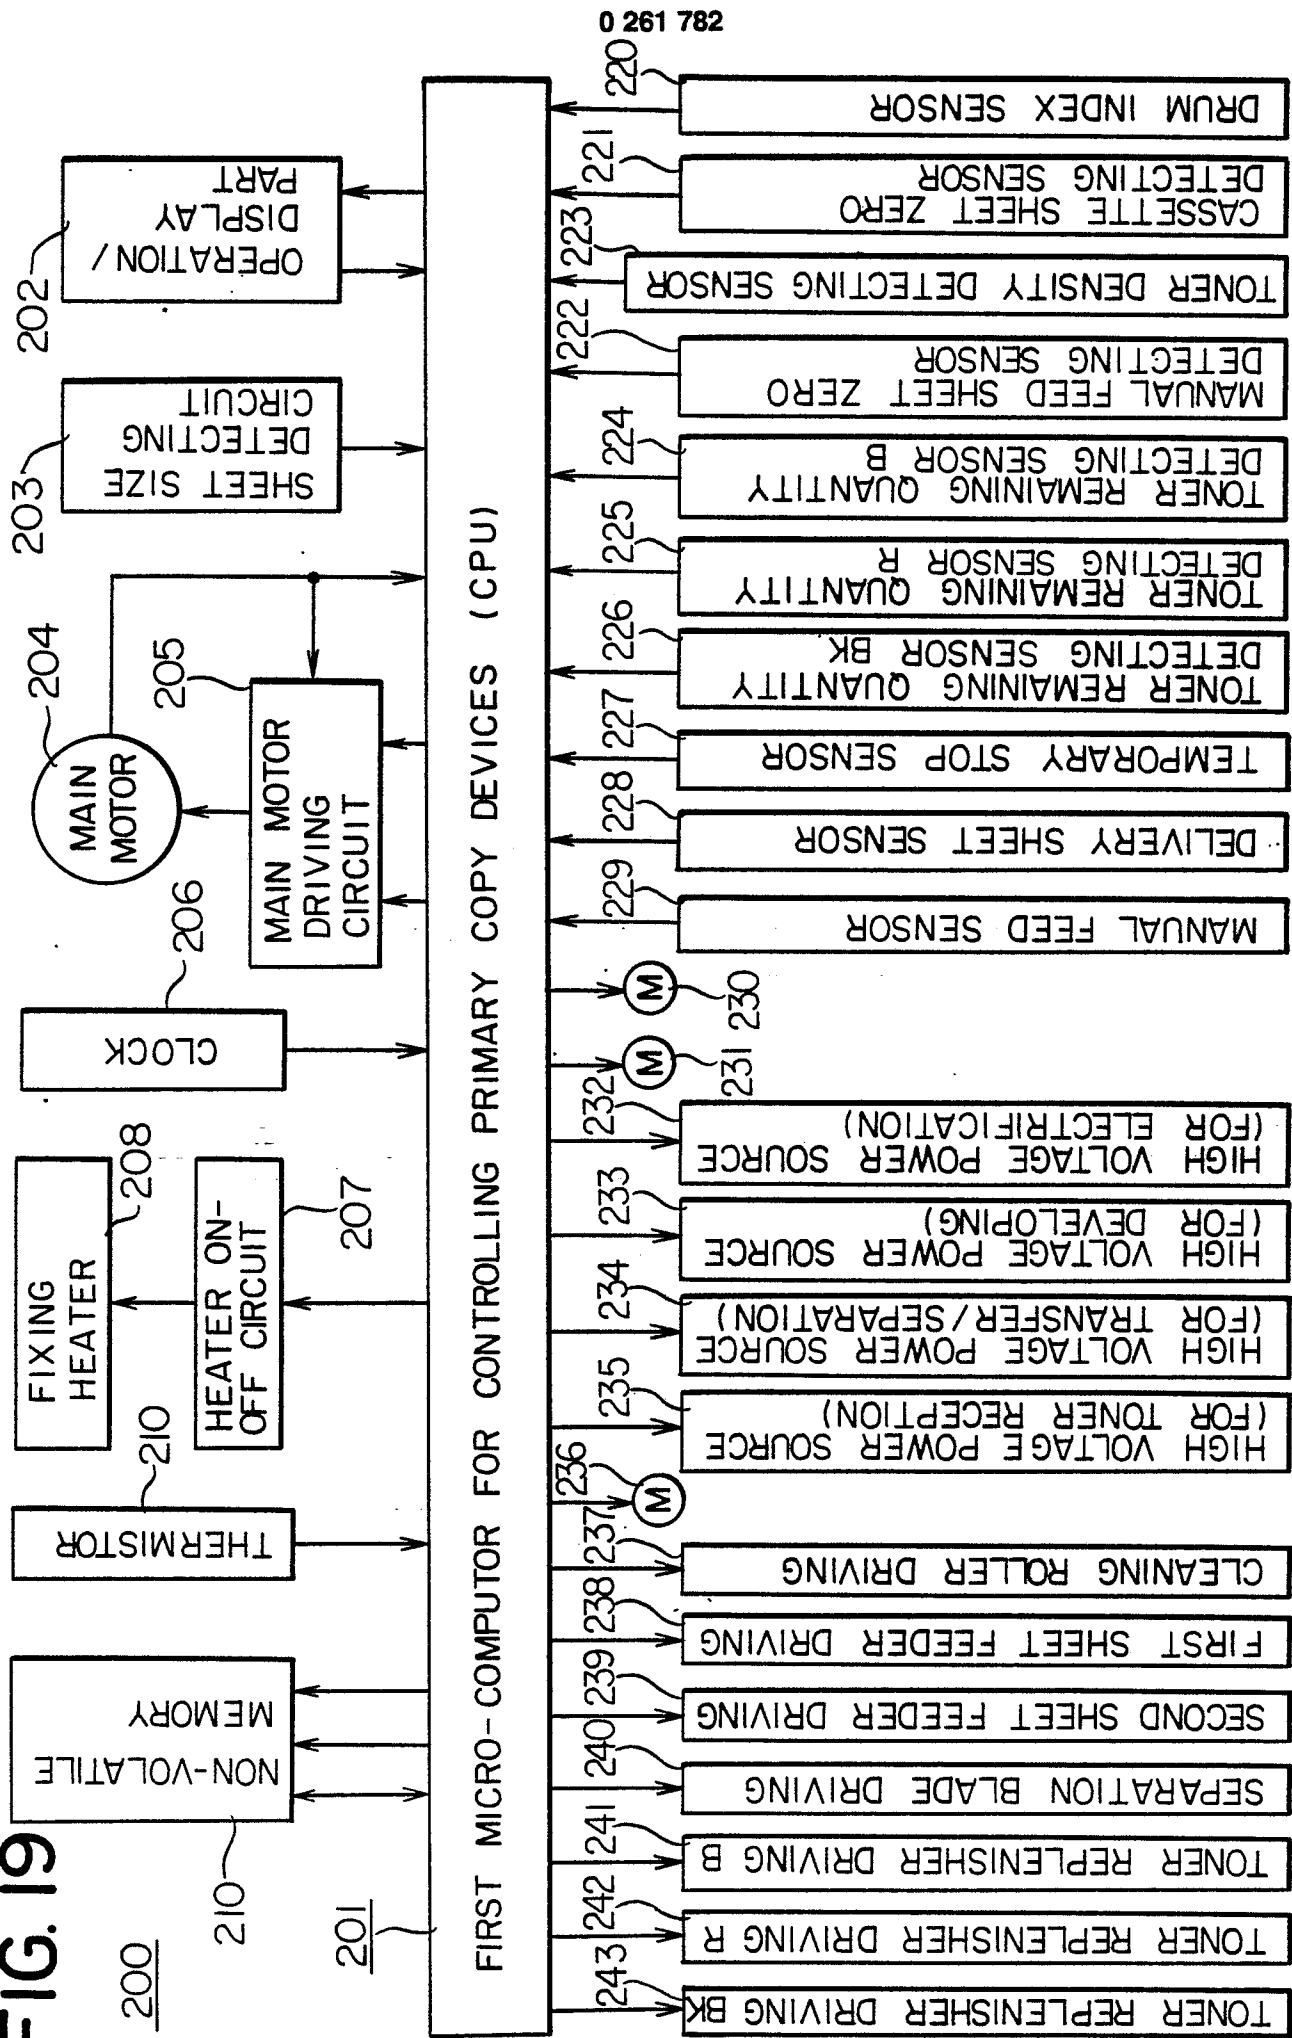 0 261 782
FIG. 19
200
201
210
NON-VOLATILE
MEMORY
THERMISTOR
210
FIXING
HEATER
208
HEATER ON-
OFF CIRCUIT
207
CLOCK
206
MAIN
MOTOR
204
MAIN MOTOR
DRIVING
CIRCUIT
205
SHEET SIZE
DETECTING
CIRCUIT
203
OPERATION/
DISPLAY
PART
202
FIRST MICRO-COMPUTOR FOR CONTROLLING PRIMARY COPY DEVICES (CPU)
243
TONER REPLENISHER DRIVING BK
242
TONER REPLENISHER DRIVING R
241
TONER REPLENISHER DRIVING B
240
SEPARATION BLADE DRIVING
239
SECOND SHEET FEEDER DRIVING
238
FIRST SHEET FEEDER DRIVING
237
CLEANING ROLLER DRIVING
236
M
235
HIGH VOLTAGE POWER SOURCE
(FOR TONER RECEPTION)
234
HIGH VOLTAGE POWER SOURCE
(FOR TRANSFER/SEPARATION)
233
HIGH VOLTAGE POWER SOURCE
(FOR DEVELOPING)
232
HIGH VOLTAGE POWER SOURCE
(FOR ELECTRIFICATION)
231
M
230
M
229
MANUAL FEED SENSOR
228
DELIVERY SHEET SENSOR
227
TEMPORARY STOP SENSOR
226
TONER REMAINING QUANTITY
DETECTING SENSOR BK
225
TONER REMAINING QUANTITY
DETECTING SENSOR R
224
TONER REMAINING QUANTITY
DETECTING SENSOR B
222
MANUAL FEED SHEET ZERO
DETECTING SENSOR
223
TONER DENSITY DETECTING SENSOR
221
CASSETTE SHEET ZERO
DETECTING SENSOR
220
DRUM INDEX SENSOR